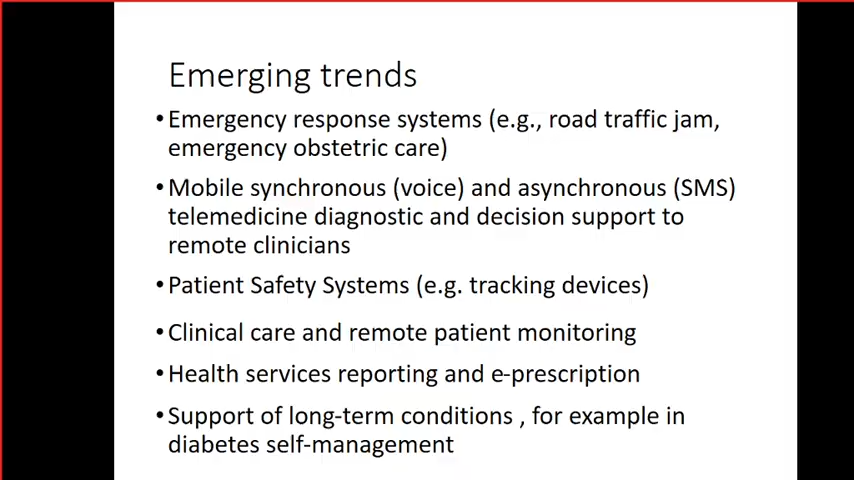 Emerging trends
•Emergency response systems (e.g., road traffic jam,
emergency obstetric care)
•Mobile synchronous (voice) and asynchronous (SMS)
telemedicine diagnostic and decision support to
remote clinicians
•Patient Safety Systems (e.g. tracking devices)
•Clinical care and remote patient monitoring
•Health services reporting and e-prescription
•Support of long-term conditions , for example in
diabetes self-management